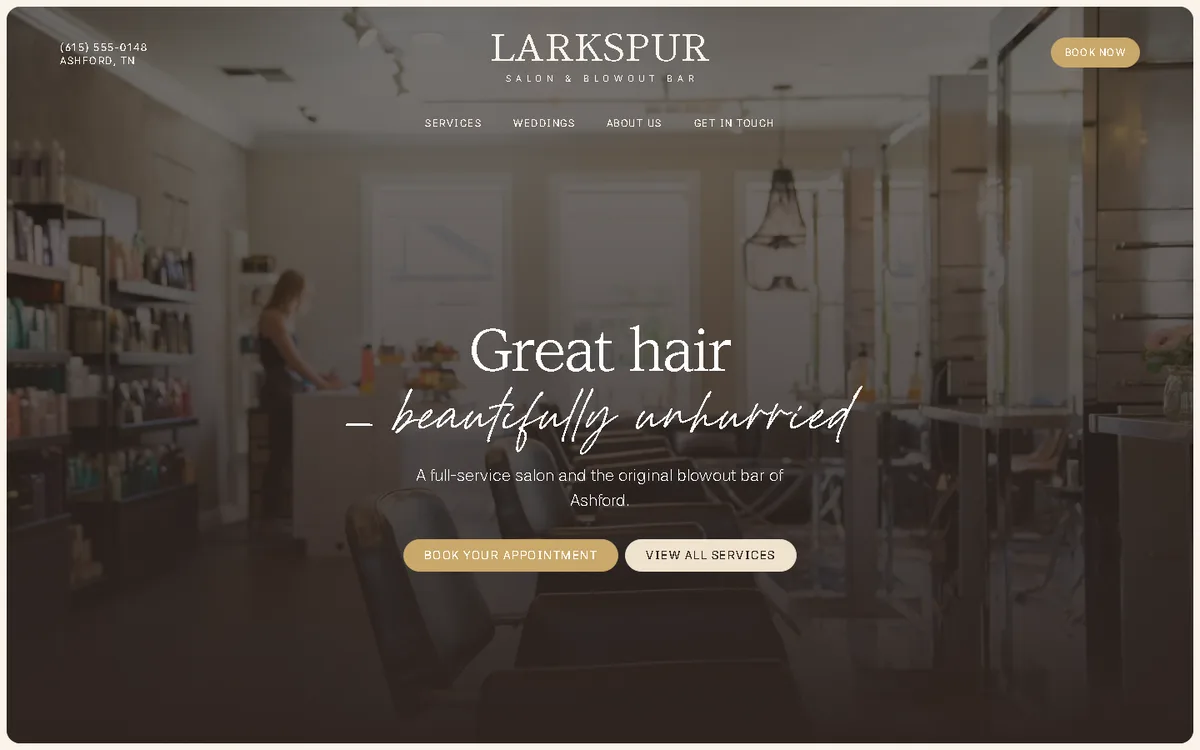 (615) 555-0148
ASHFORD, TN
LARKSPUR
SALON & BLOWOUT BAR
BOOK NOW
SERVICES
WEDDINGS
ABOUT US
GET IN TOUCH
Great hair
– beautifully unhurried
A full-service salon and the original blowout bar of
Ashford.
BOOK YOUR APPOINTMENT
VIEW ALL SERVICES